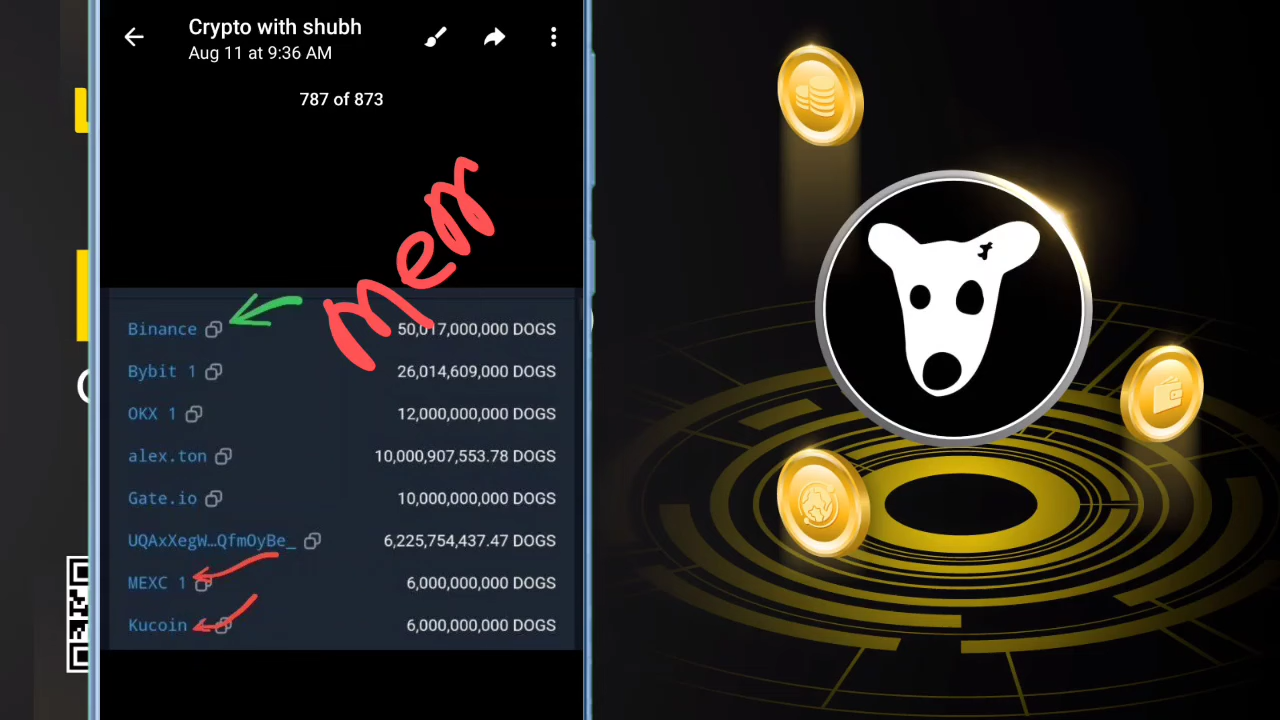 Crypto with shubh
Aug 11 at 9:36 AM
787 of 873
Merr
Binance 50,017,000,000 DOGS
Bybit 1 26,014,609,000 DOGS
OKX 1 12,000,000,000 DOGS
alex.ton 10,000,907,553.78 DOGS
Gate.io 10,000,000,000 DOGS
UQAxXegW…QfmOyBe_ 6,225,754,437.47 DOGS
MEXC 1 6,000,000,000 DOGS
Kucoin 6,000,000,000 DOGS